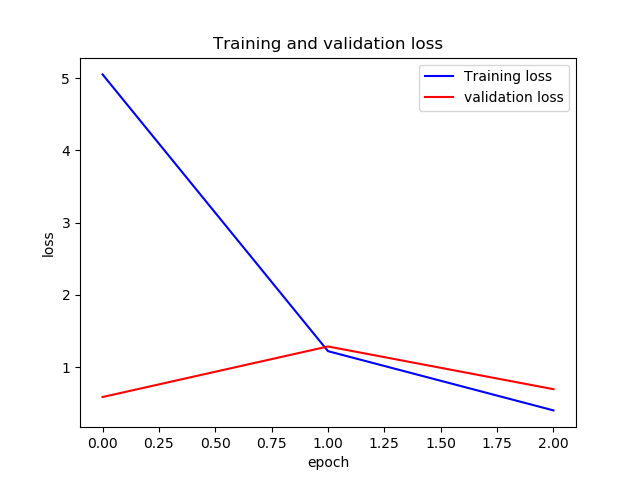 Training and validation loss
Training loss
validation loss
5
4
3
2
1
loss
0.00 0.25 0.50 0.75 1.00 1.25 1.50 1.75 2.00
epoch